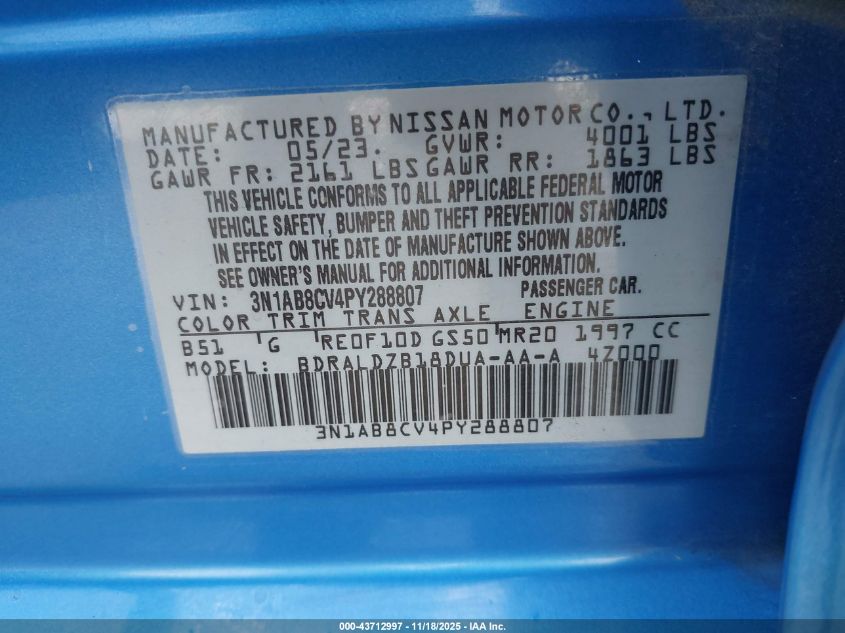 MANUFACTURED BY NISSAN MOTOR CO., LTD.
DATE: 05/23. GVWR: 4001 LBS
GAWR FR: 2161 LBS GAWR RR: 1863 LBS
THIS VEHICLE CONFORMS TO ALL APPLICABLE FEDERAL MOTOR
VEHICLE SAFETY, BUMPER AND THEFT PREVENTION STANDARDS
IN EFFECT ON THE DATE OF MANUFACTURE SHOWN ABOVE.
SEE OWNER'S MANUAL FOR ADDITIONAL INFORMATION.
VIN: 3N1AB8CV4PY288807 PASSENGER CAR.
COLOR TRIM TRANS AXLE ENGINE
B51 G RE0F10D GS50 MR20 1997 CC
MODEL: BDRALDZB18DUA-AA-A 4Z000
3N1AB8CV4PY288807
000-43712997 - 11/18/2025 - IAA Inc.